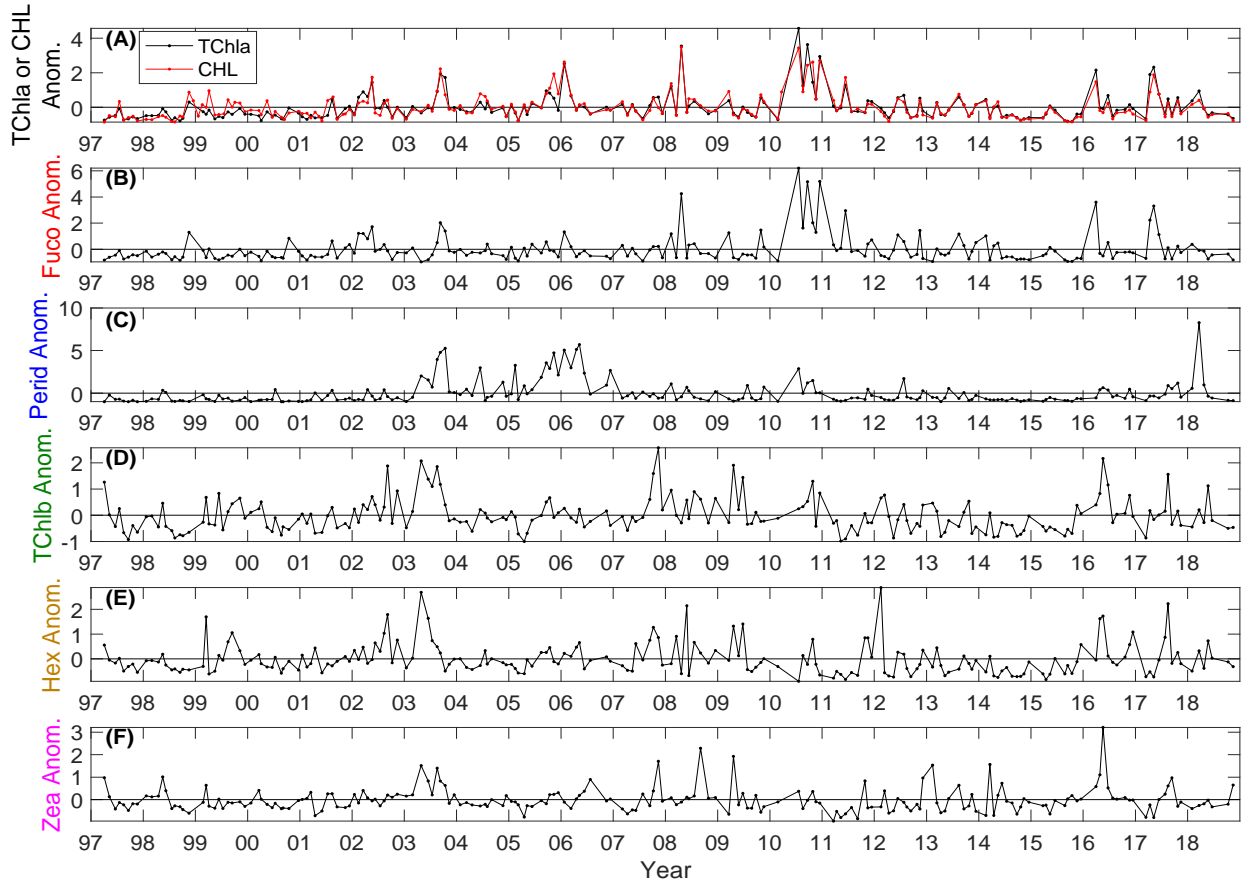 TChla or CHL
Anom.
(A)
TChla
CHL
4
2
0
97 98 99 00 01 02 03 04 05 06 07 08 09 10 11 12 13 14 15 16 17 18
Fuco Anom.
(B)
6
4
2
0
97 98 99 00 01 02 03 04 05 06 07 08 09 10 11 12 13 14 15 16 17 18
Perid Anom.
(C)
10
5
0
97 98 99 00 01 02 03 04 05 06 07 08 09 10 11 12 13 14 15 16 17 18
TChlb Anom.
(D)
2
1
0
-1
97 98 99 00 01 02 03 04 05 06 07 08 09 10 11 12 13 14 15 16 17 18
Hex Anom.
(E)
2
1
0
97 98 99 00 01 02 03 04 05 06 07 08 09 10 11 12 13 14 15 16 17 18
Zea Anom.
(F)
3
2
1
0
97 98 99 00 01 02 03 04 05 06 07 08 09 10 11 12 13 14 15 16 17 18
Year